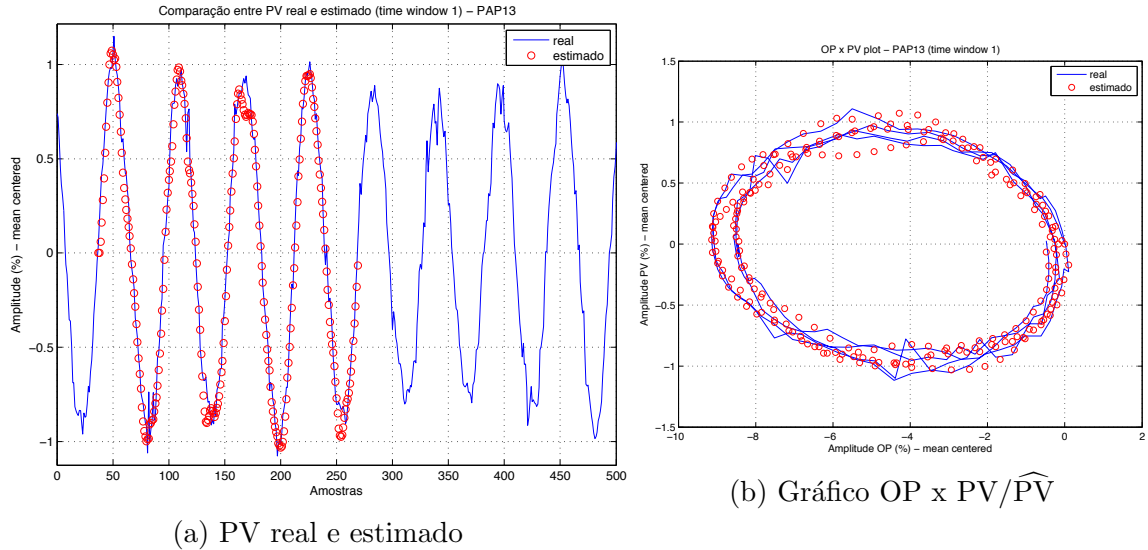 Comparação entre PV real e estimado (time window 1) – PAP13
real
estimado
Amplitude (%) – mean centered
1
0.5
0
−0.5
−1
0 50 100 150 200 250 300 350 400 450 500
Amostras
(a) PV real e estimado
OP x PV plot – PAP13 (time window 1)
real
estimado
Amplitude PV (%) – mean centered
1.5
1
0.5
0
−0.5
−1
−1.5
−10 −8 −6 −4 −2 0 2
Amplitude OP (%) – mean centered
(b) Gráfico OP x PV/P̂V